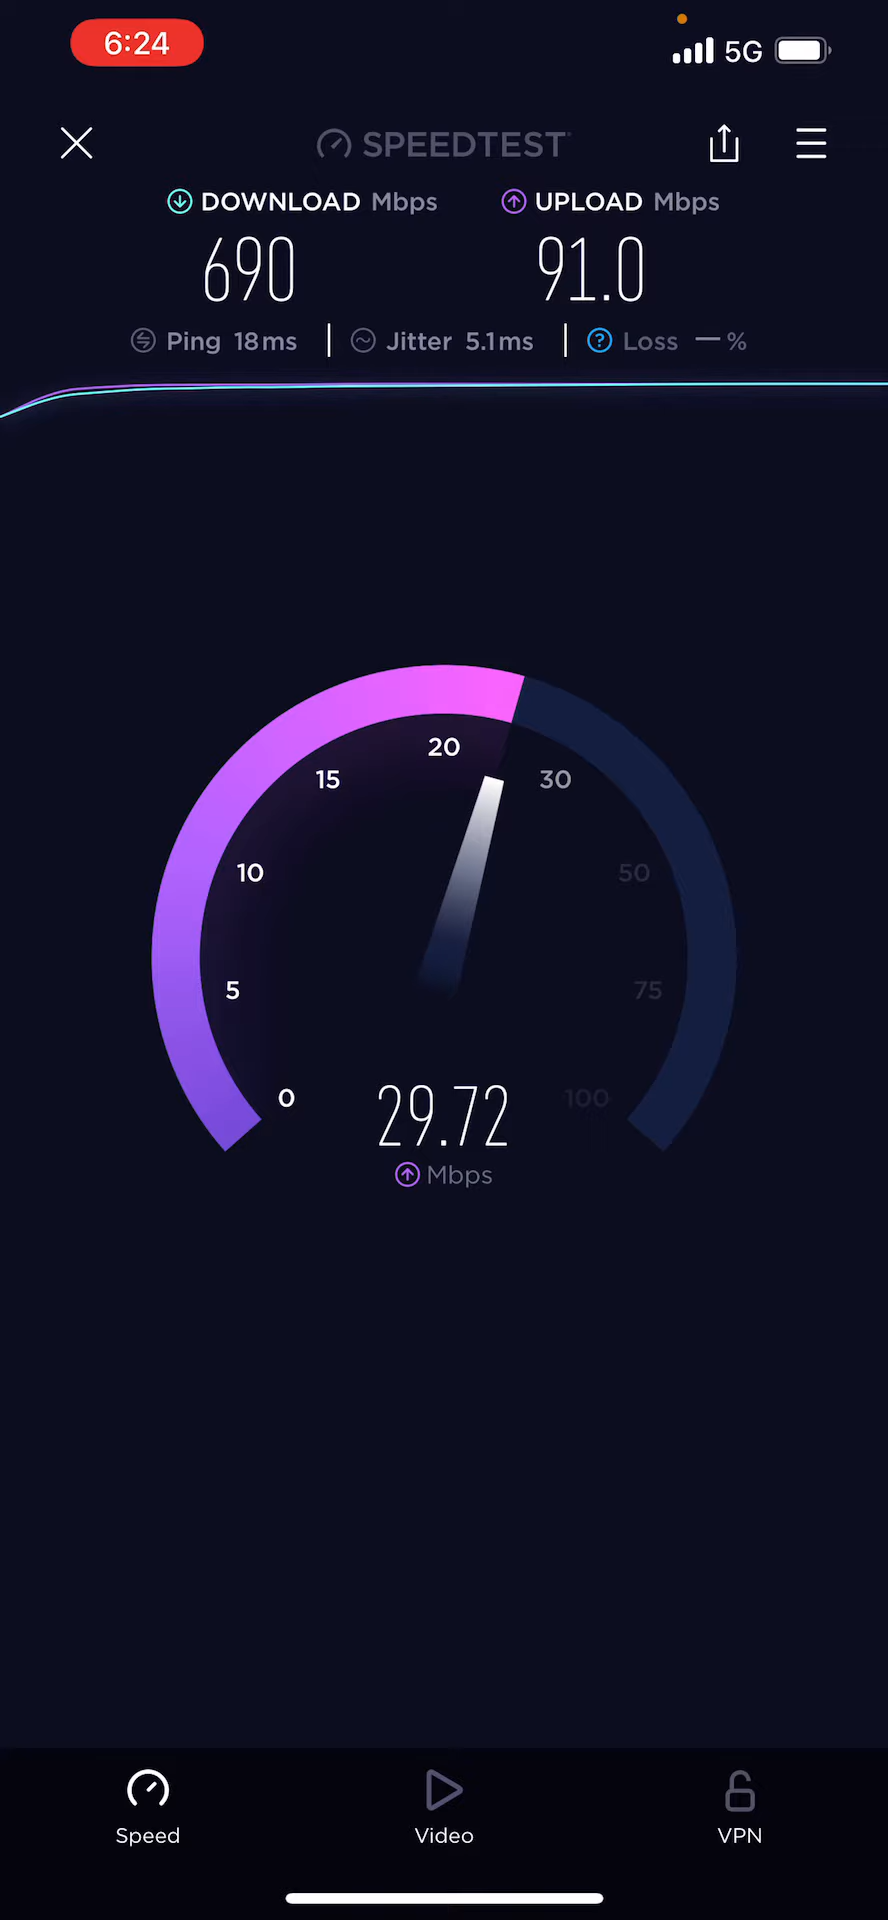 6:24 5G
SPEEDTEST
DOWNLOAD Mbps UPLOAD Mbps
690 91.0
Ping 18ms Jitter 5.1ms ? Loss — %
20
15 30
10 50
5 75
0 100
29.72
Mbps
Speed Video VPN